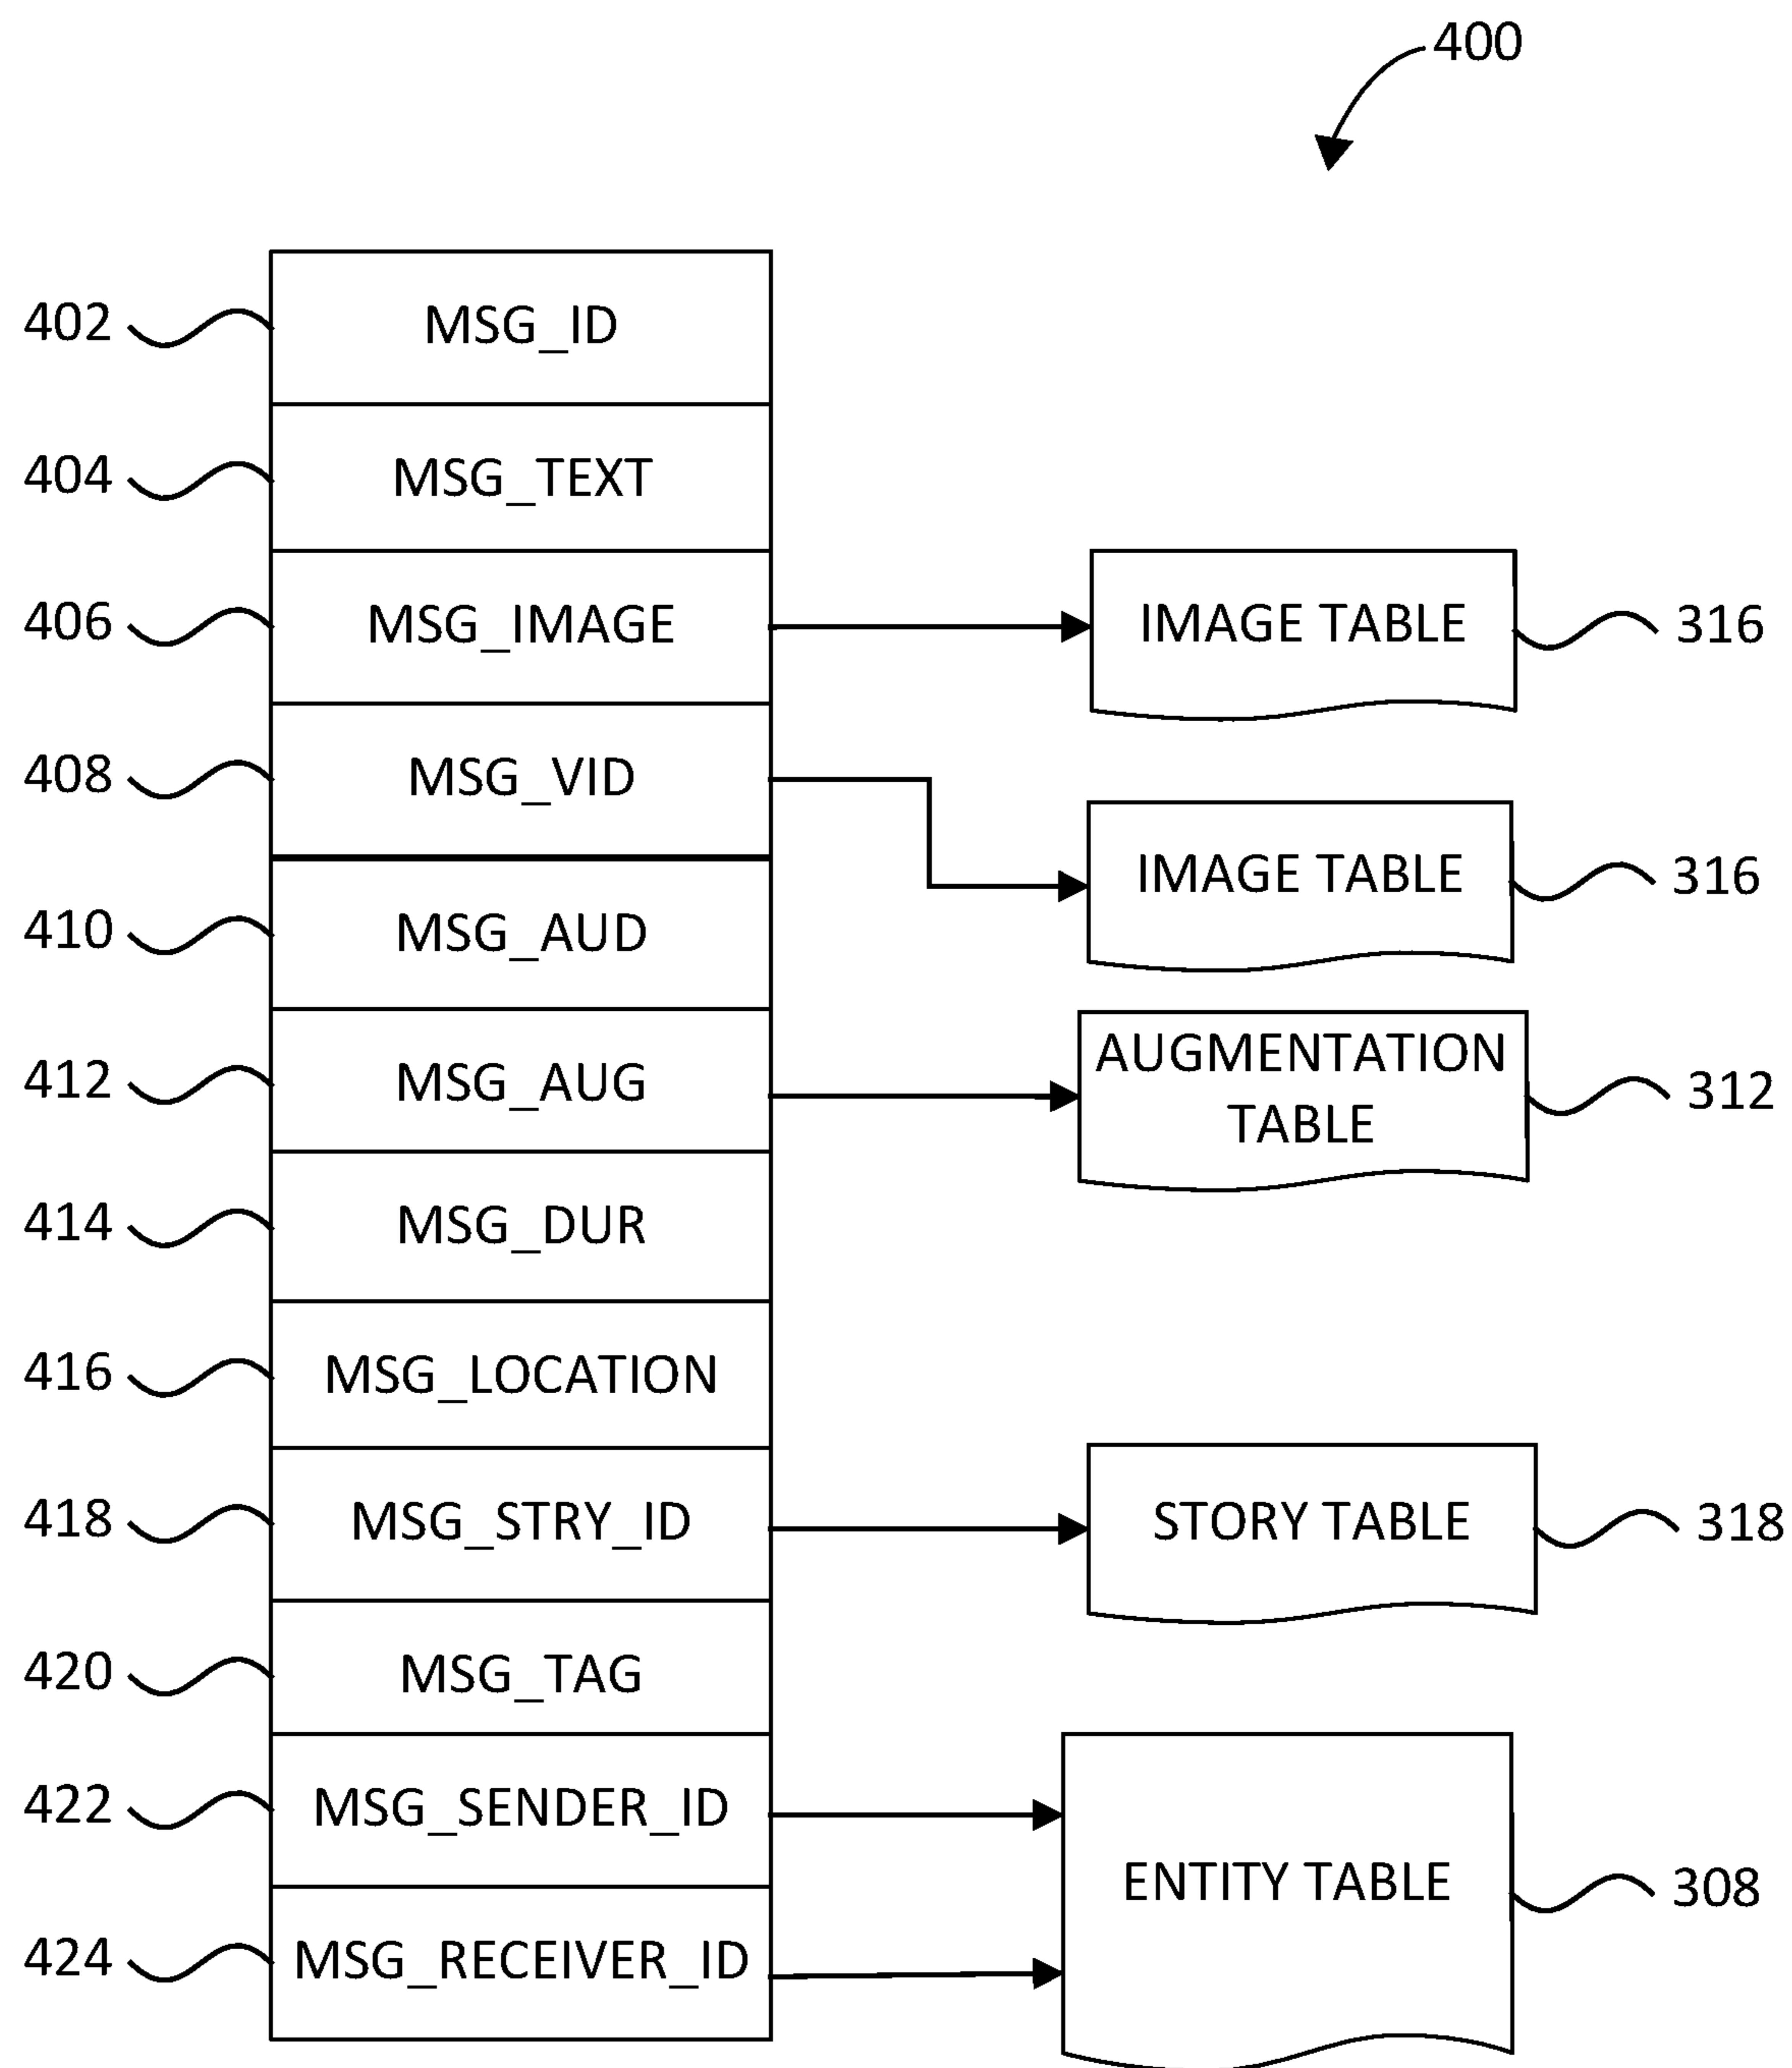 400
402 MSG_ID
404 MSG_TEXT
406 MSG_IMAGE IMAGE TABLE 316
408 MSG_VID IMAGE TABLE 316
410 MSG_AUD
412 MSG_AUG AUGMENTATION TABLE 312
414 MSG_DUR
416 MSG_LOCATION
418 MSG_STRY_ID STORY TABLE 318
420 MSG_TAG
422 MSG_SENDER_ID
ENTITY TABLE 308
424 MSG_RECEIVER_ID